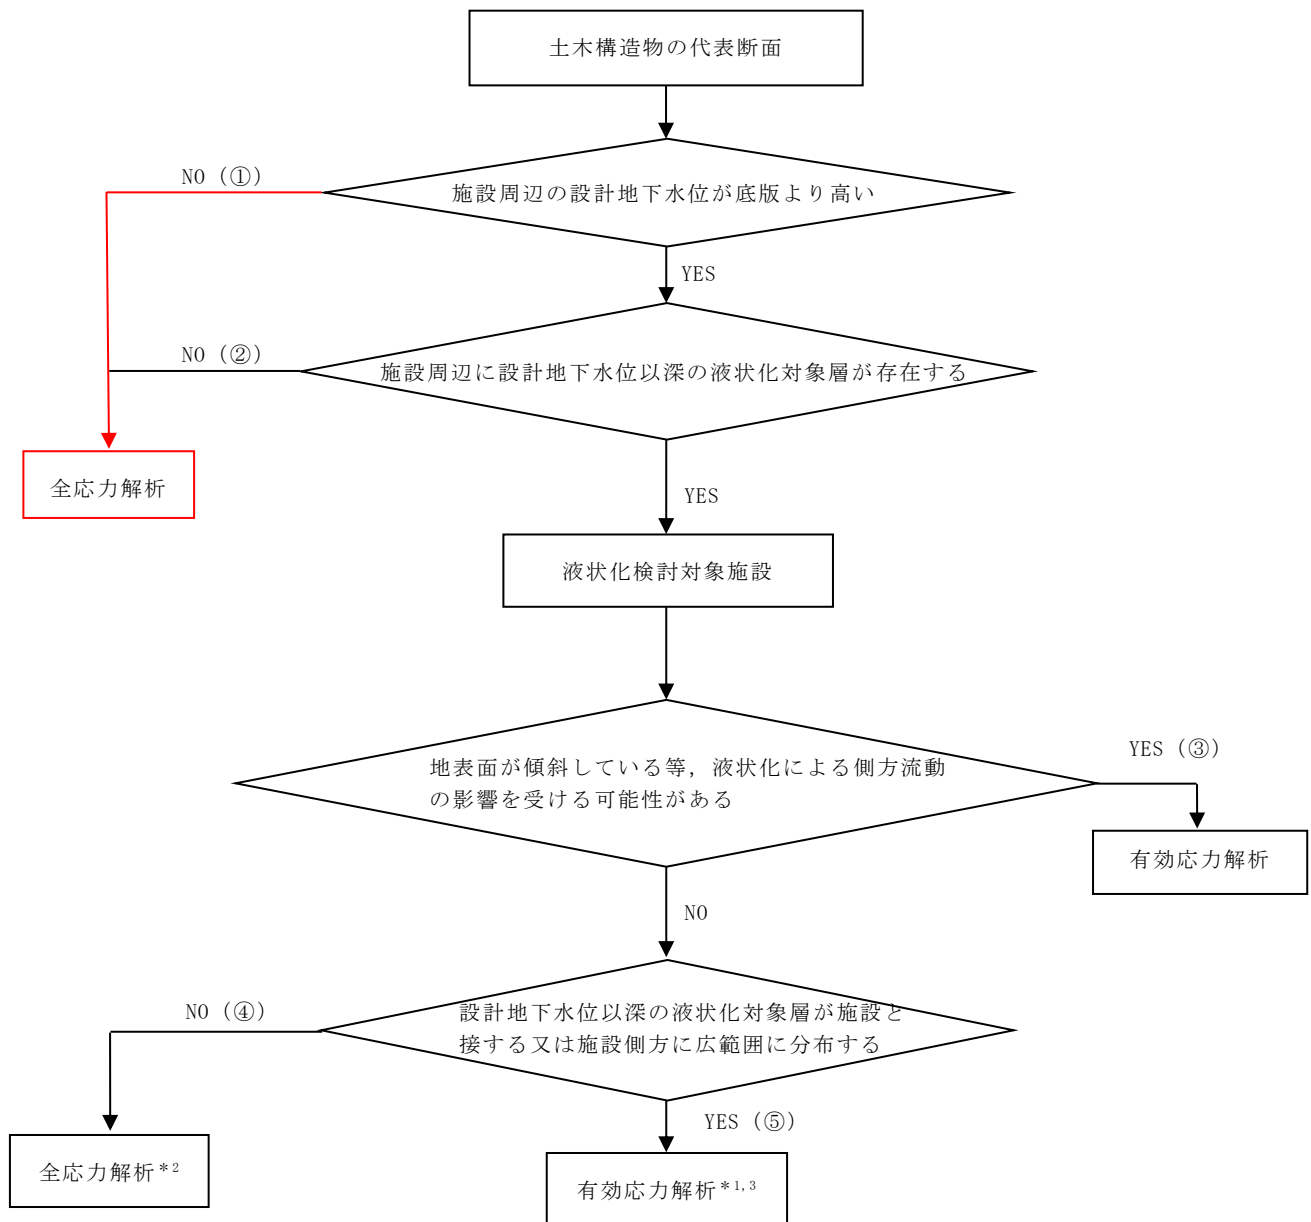 土木構造物の代表断面
NO (①)
施設周辺の設計地下水位が底版より高い
YES
NO (②)
施設周辺に設計地下水位以深の液状化対象層が存在する
全応力解析
YES
液状化検討対象施設
YES (③)
地表面が傾斜している等，液状化による側方流動
の影響を受ける可能性がある
有効応力解析
NO
NO (④)
設計地下水位以深の液状化対象層が施設と
接する又は施設側方に広範囲に分布する
YES (⑤)
全応力解析＊2
有効応力解析＊1,3